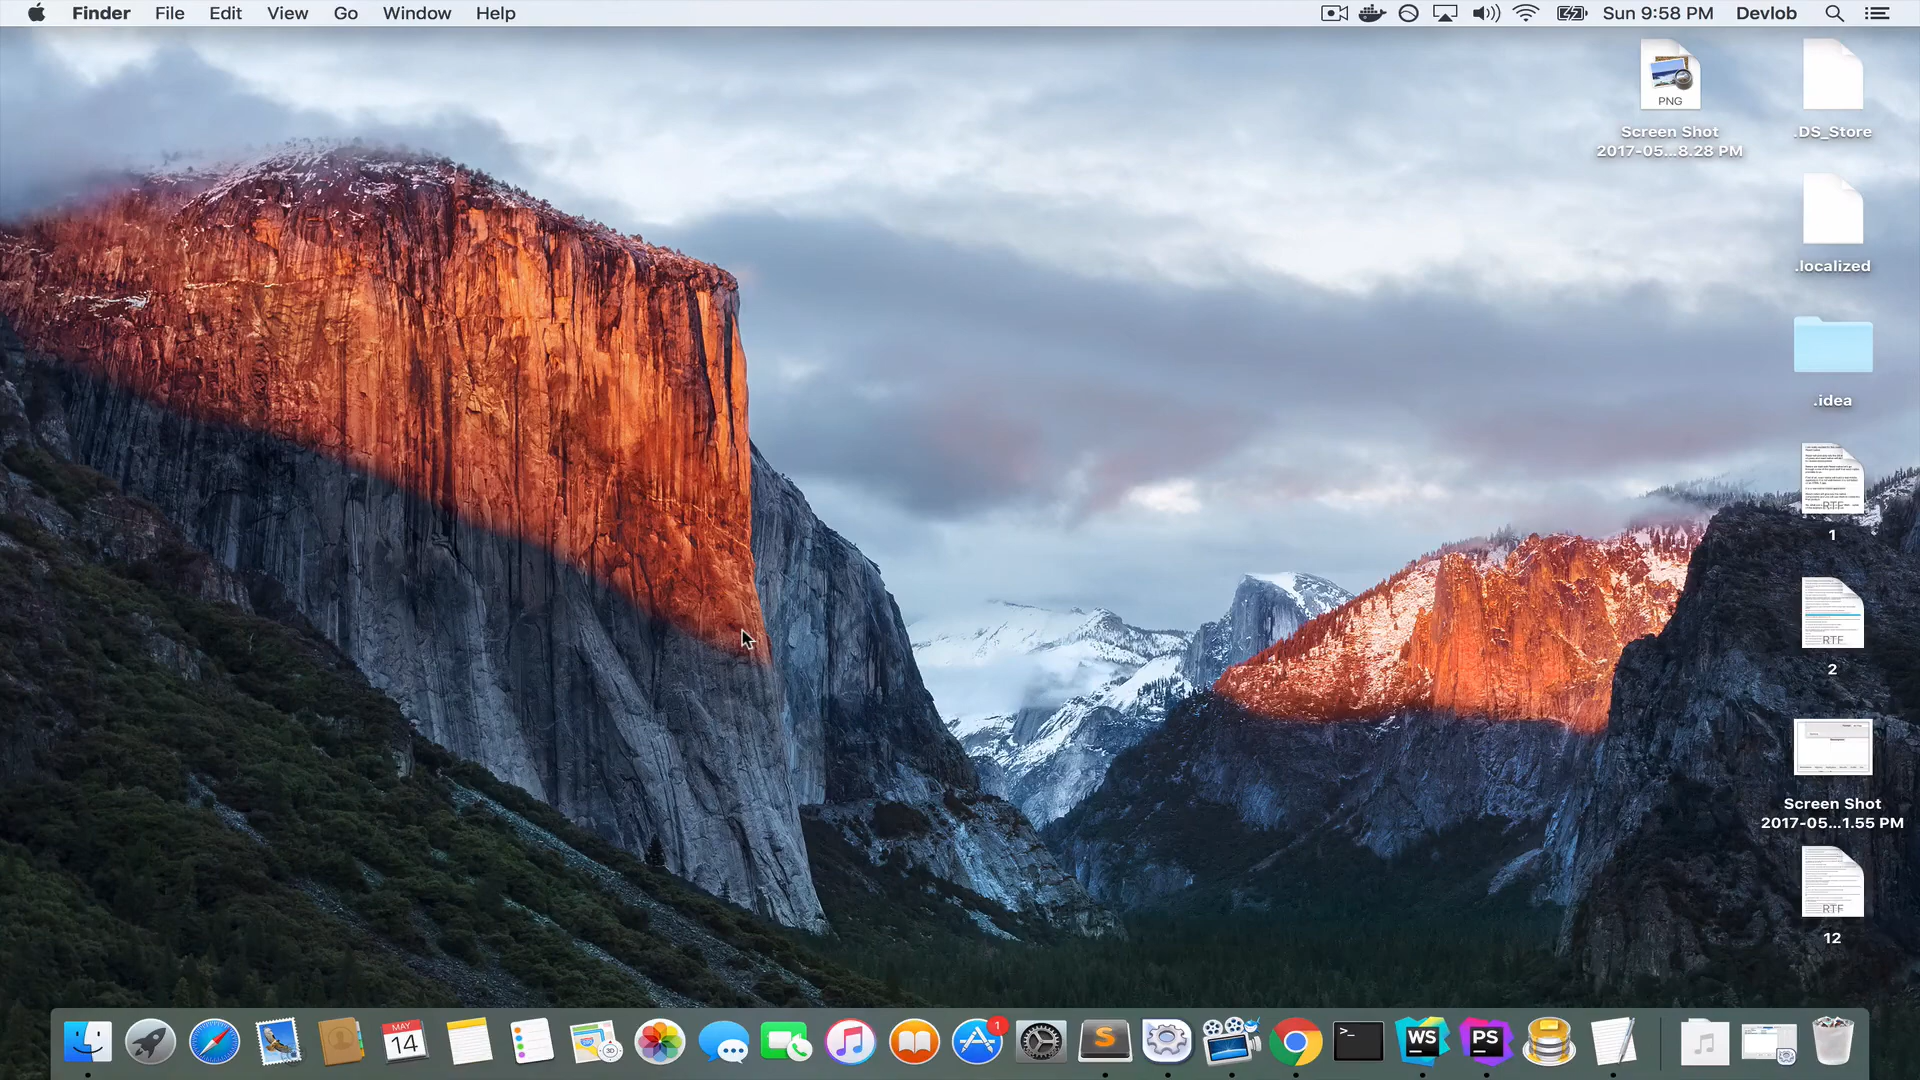 Finder File Edit View Go Window Help Sun 9:58 PM Devlob
PNG
Screen Shot
2017-05...8.28 PM
.DS_Store
.localized
.idea
RTF
1
RTF
2
Screen Shot
2017-05...1.55 PM
RTF
12
MAY
14
3D
1
S
>_
WS
PS